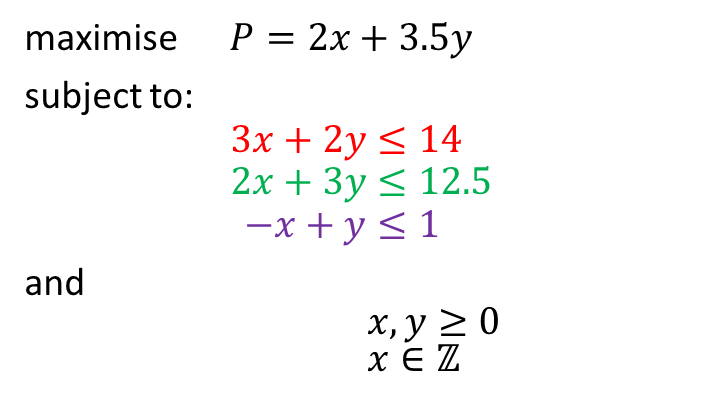 maximise P = 2x + 3.5y
subject to:
3x + 2y ≤ 14
2x + 3y ≤ 12.5
−x + y ≤ 1
and
x, y ≥ 0
x ∈ ℤ